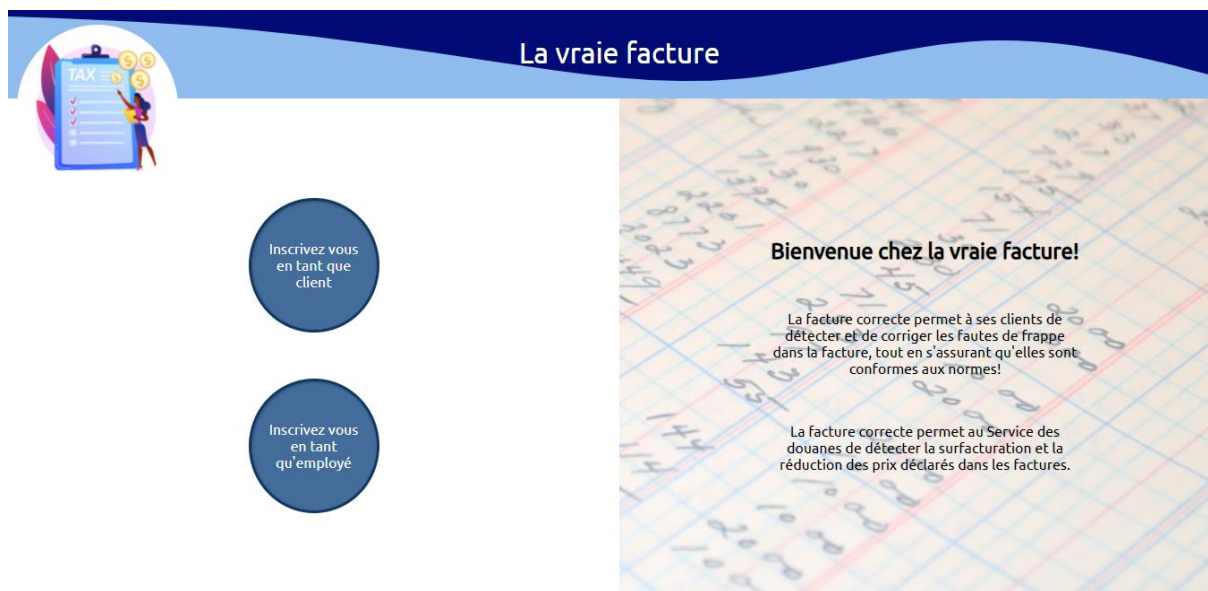 La vraie facture
TAX
Inscrivez vous
en tant que
client
Inscrivez vous
en tant
qu'employé
Bienvenue chez la vraie facture!
La facture correcte permet à ses clients de
détecter et de corriger les fautes de frappe
dans la facture, tout en s'assurant qu'elles sont
conformes aux normes!
La facture correcte permet au Service des
douanes de détecter la surfacturation et la
réduction des prix déclarés dans les factures.